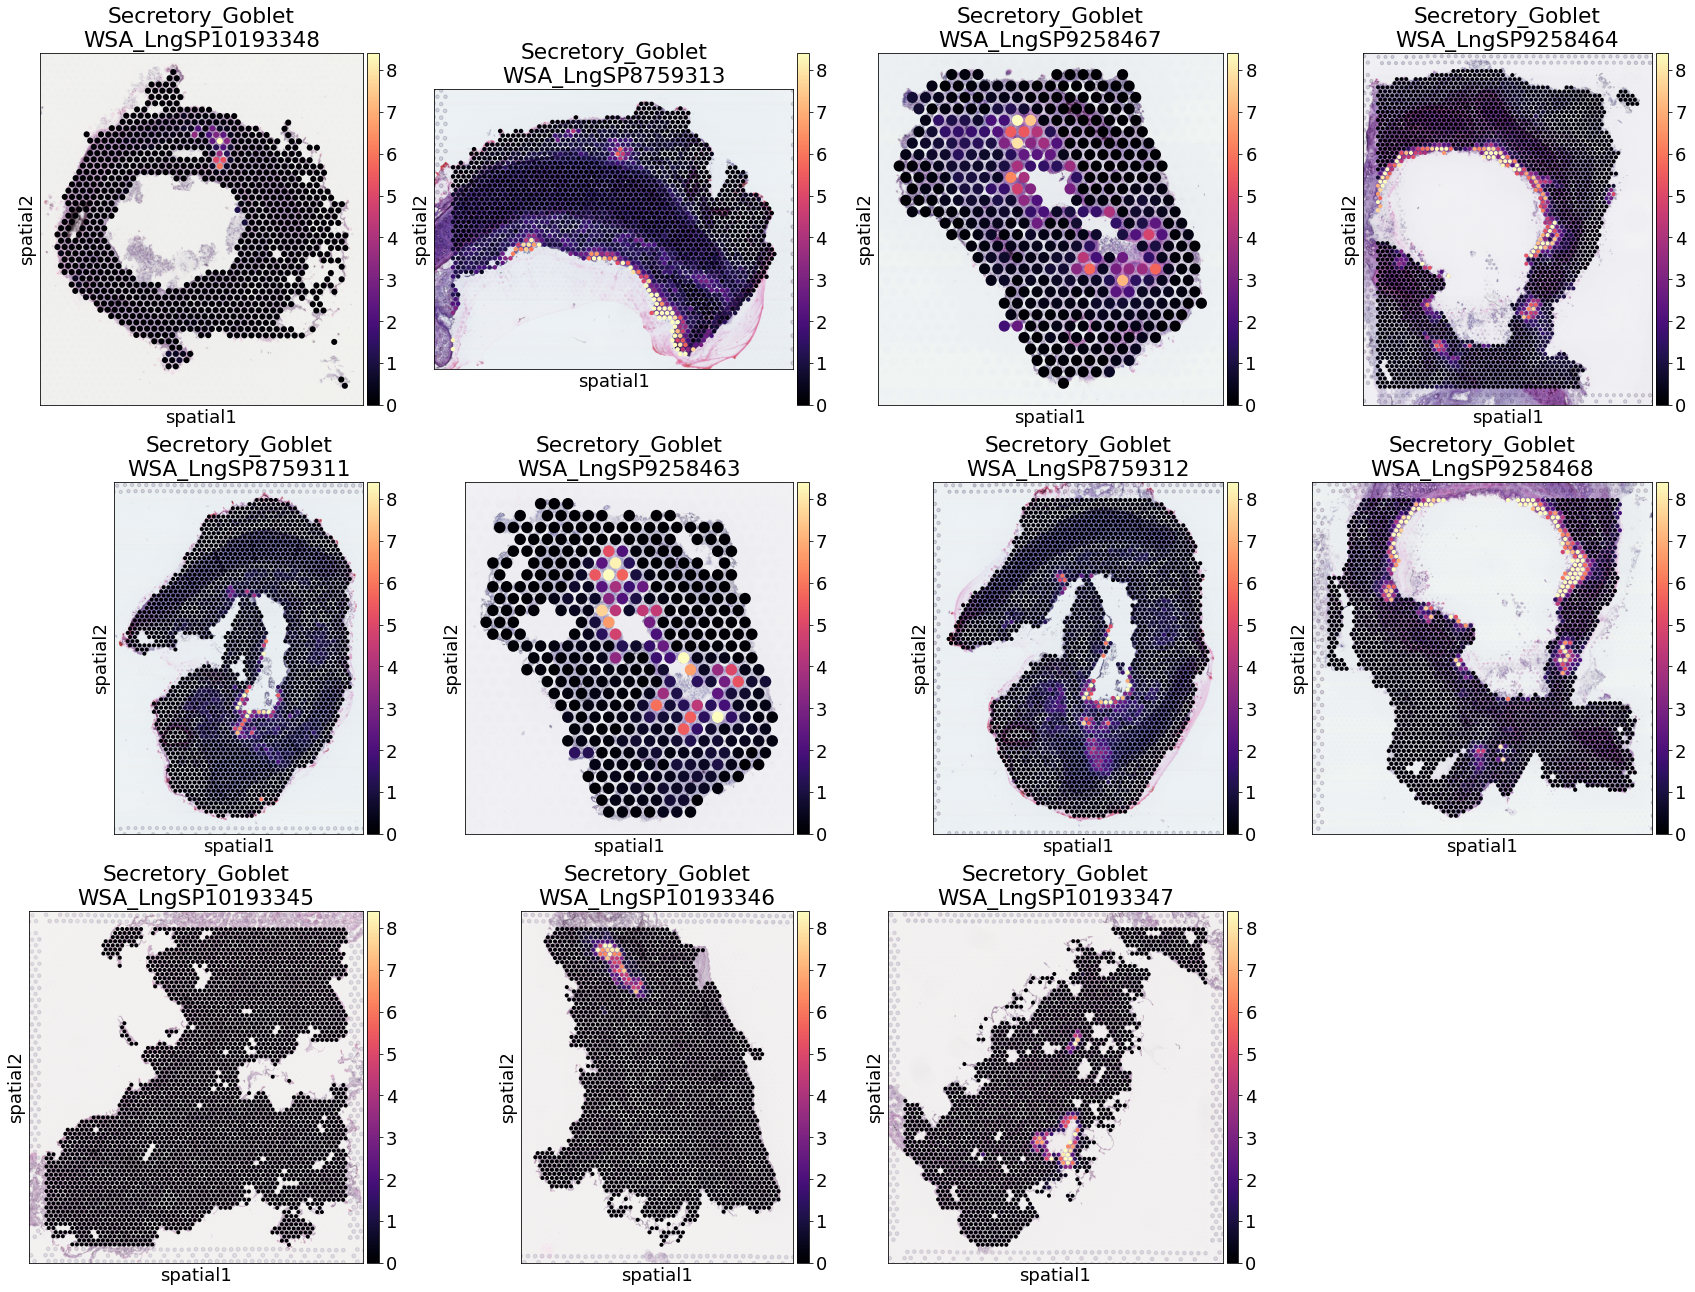 Secretory_Goblet
WSA_LngSP10193348
8
7
6
5
4
3
2
1
0
spatial2
spatial1
Secretory_Goblet
WSA_LngSP8759313
8
7
6
5
4
3
2
1
0
spatial2
spatial1
Secretory_Goblet
WSA_LngSP9258467
8
7
6
5
4
3
2
1
0
spatial2
spatial1
Secretory_Goblet
WSA_LngSP9258464
8
7
6
5
4
3
2
1
0
spatial2
spatial1
Secretory_Goblet
WSA_LngSP8759311
8
7
6
5
4
3
2
1
0
spatial2
spatial1
Secretory_Goblet
WSA_LngSP9258463
8
7
6
5
4
3
2
1
0
spatial2
spatial1
Secretory_Goblet
WSA_LngSP8759312
8
7
6
5
4
3
2
1
0
spatial2
spatial1
Secretory_Goblet
WSA_LngSP9258468
8
7
6
5
4
3
2
1
0
spatial2
spatial1
Secretory_Goblet
WSA_LngSP10193345
8
7
6
5
4
3
2
1
0
spatial2
spatial1
Secretory_Goblet
WSA_LngSP10193346
8
7
6
5
4
3
2
1
0
spatial2
spatial1
Secretory_Goblet
WSA_LngSP10193347
8
7
6
5
4
3
2
1
0
spatial2
spatial1